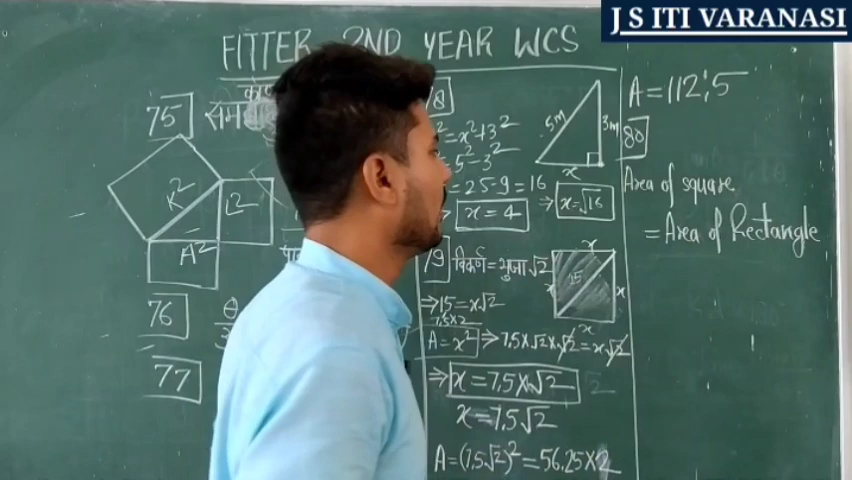 J S ITI VARANASI
FITTER 2ND YEAR WCS
75
K²
L²
A²
76
θ
77
= x²+3²
5²-3²
= 25-9 = 16
x = 4
⇒ x = √16
5m
3m
x
विकर्ण = भुजा √2
⇒ 15 = x√2
7.5×2
A = x² ⇒ 7.5×√2×√2 = x√2
⇒ x = 7.5×√2
x = 7.5√2
A = (7.5√2)² = 56.25×2
x
x
15
x
x
A = 112.5
80
Area of square
= Area of Rectangle